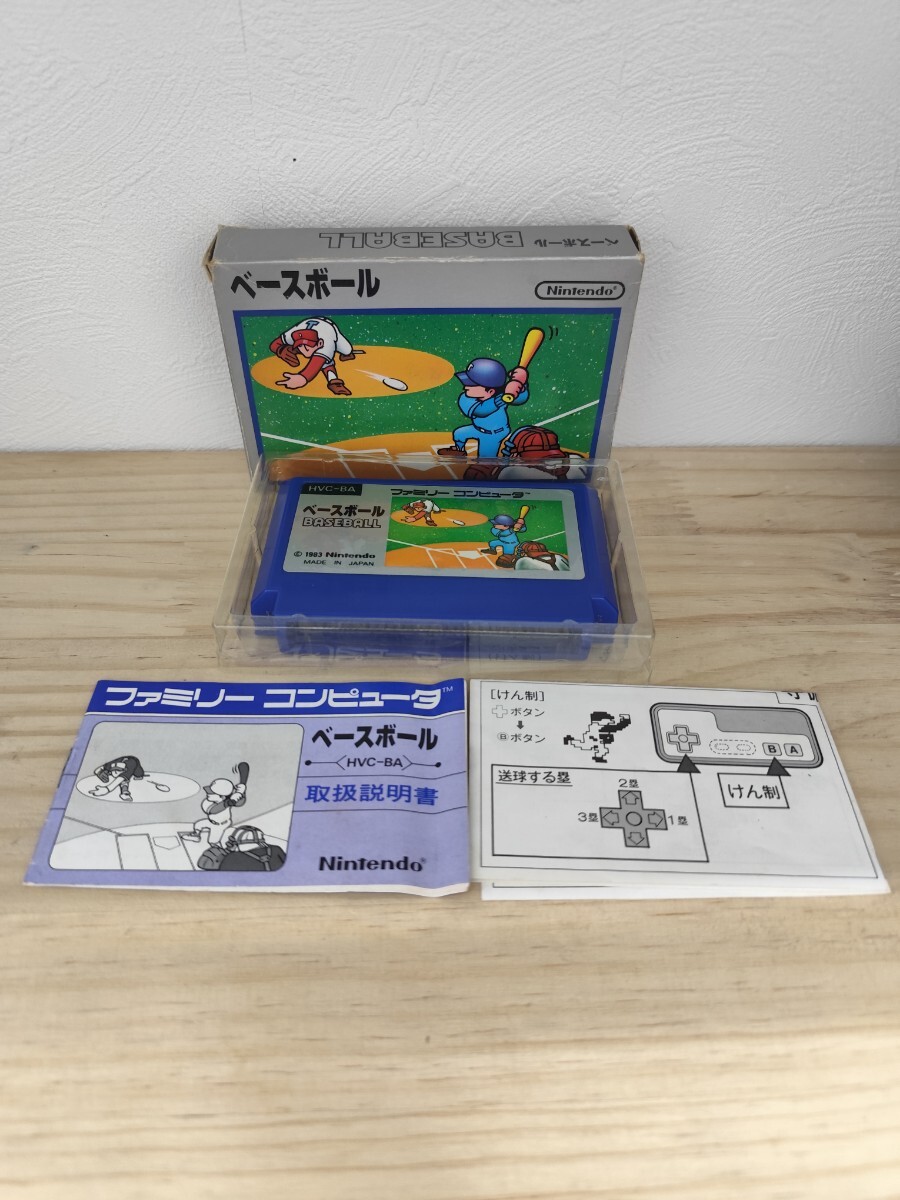 ベースボール BASEBALL
ベースボール
Nintendo®
HVC-BA
ファミリー コンピュータ™
ベースボール
BASEBALL
© 1983 Nintendo
MADE IN JAPAN
ファミリー コンピュータ™
ベースボール
<HVC-BA>
取扱説明書
Nintendo®
[けん制]
ボタン
Ⓑボタン
B A
けん制
送球する塁
2塁
3塁
1塁